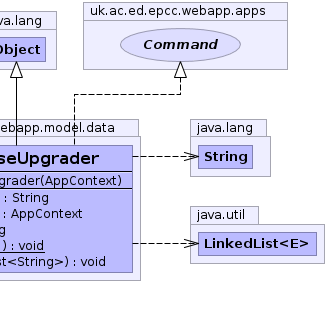 va.lang
Object
uk.ac.ed.epcc.webapp.apps
Command
ebapp.model.data
seUpgrader
grader(AppContext)
: String
: AppContext
g
) : void
st<String>) : void
java.lang
String
java.util
LinkedList<E>